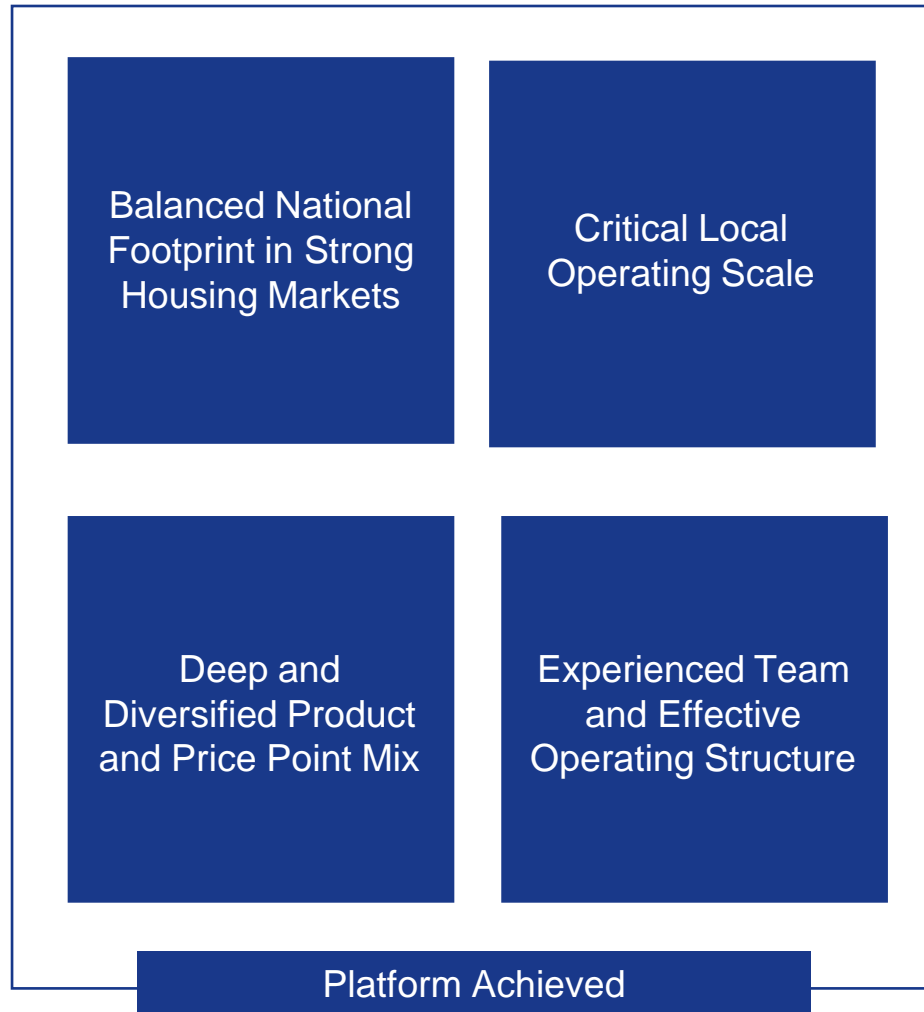 Balanced National
Footprint in Strong
Housing Markets
Critical Local
Operating Scale
Deep and
Diversified Product
and Price Point Mix
Experienced Team
and Effective
Operating Structure
Platform Achieved